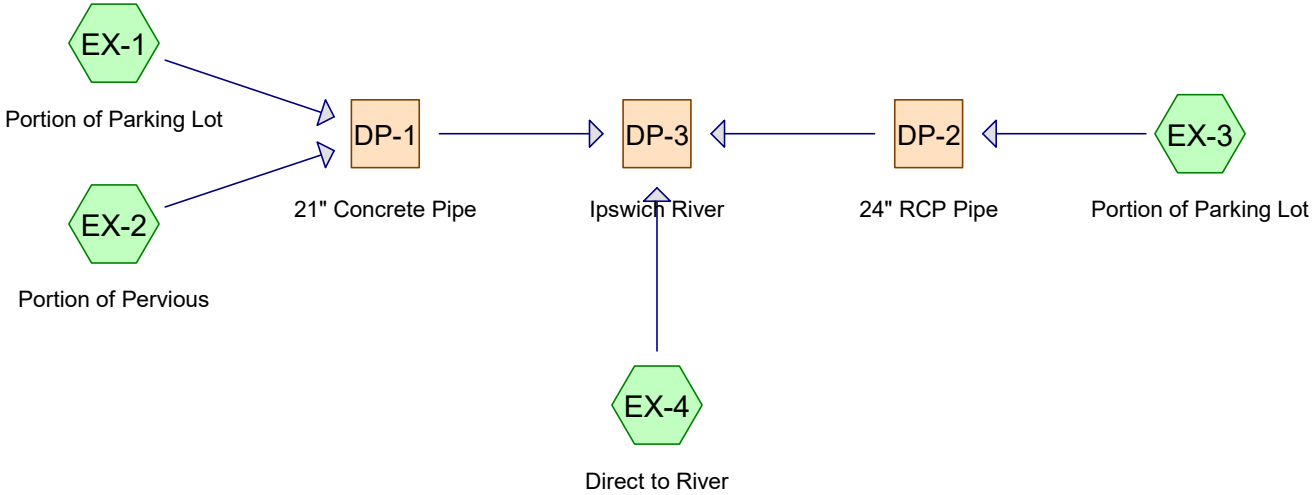 EX-1
Portion of Parking Lot
EX-2
Portion of Pervious
DP-1
21" Concrete Pipe
DP-3
Ipswich River
DP-2
24" RCP Pipe
EX-3
Portion of Parking Lot
EX-4
Direct to River